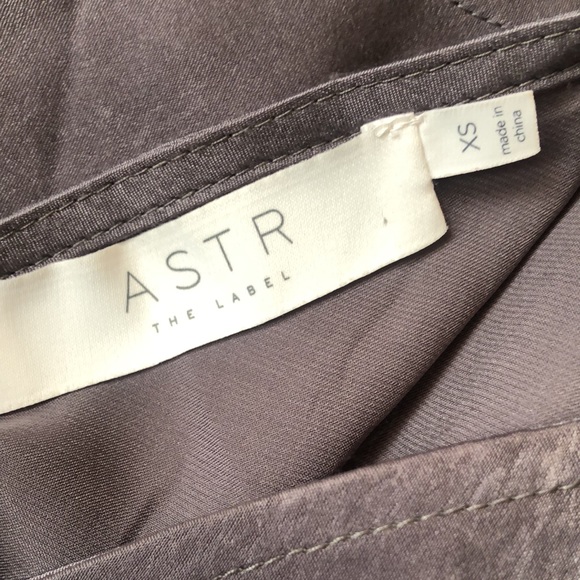 ASTR
THE LABEL
XS
made in
china